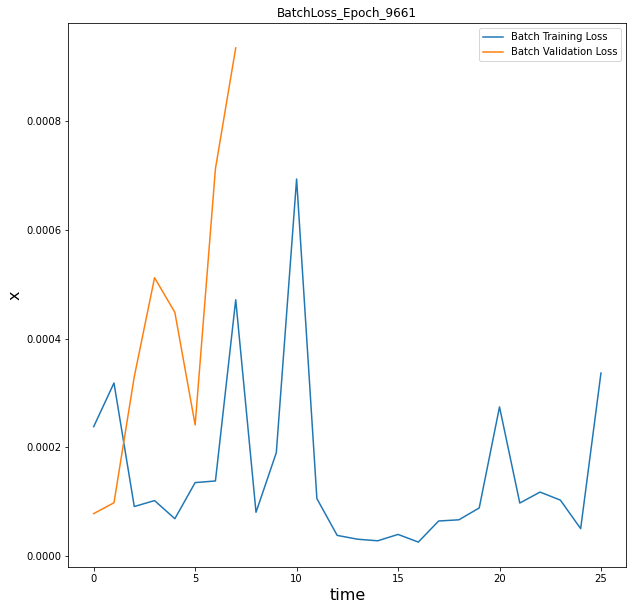 BatchLoss_Epoch_9661
Batch Training Loss
Batch Validation Loss
0.0008
0.0006
0.0004
0.0002
0.0000
x
0 5 10 15 20 25
time